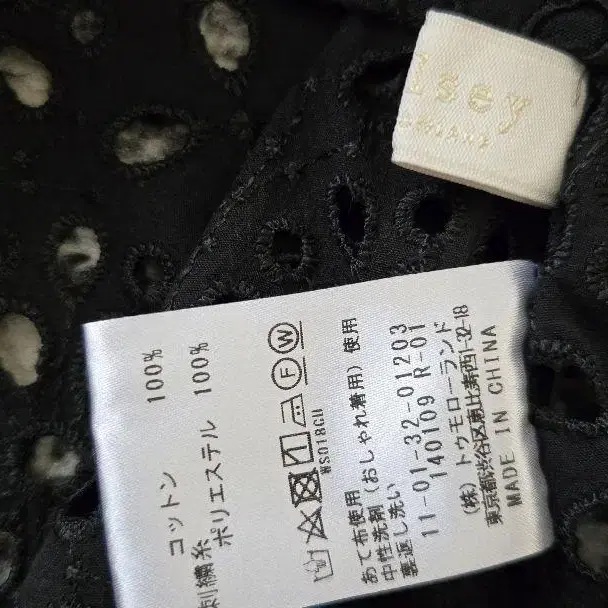 lsey
コットン 100%
刺繍糸
ポリエステル 100%
WS018GU
あて布使用
中性洗剤(おしゃれ着用)使用
裏返し洗い
11-01-32-01203
140109 R-01
(株)トゥモローランド
東京都渋谷区恵比寿西1-32-18
MADE IN CHINA